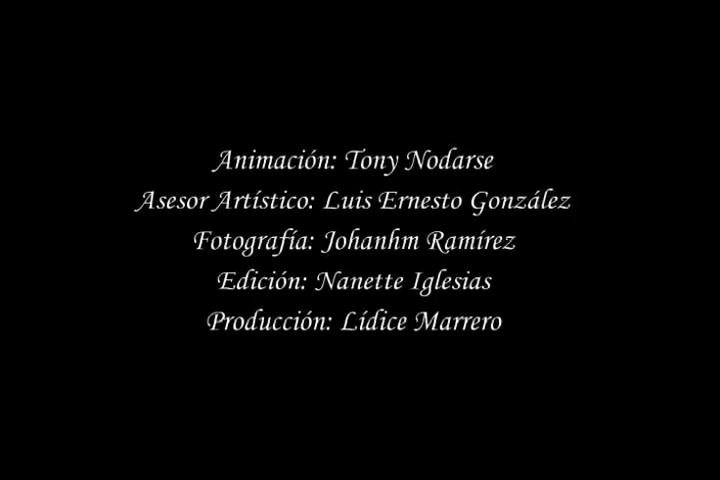 Animación: Tony Nodarse
Asesor Artístico: Luis Ernesto González
Fotografía: Johanhm Ramírez
Edición: Nanette Iglesias
Producción: Lídice Marrero